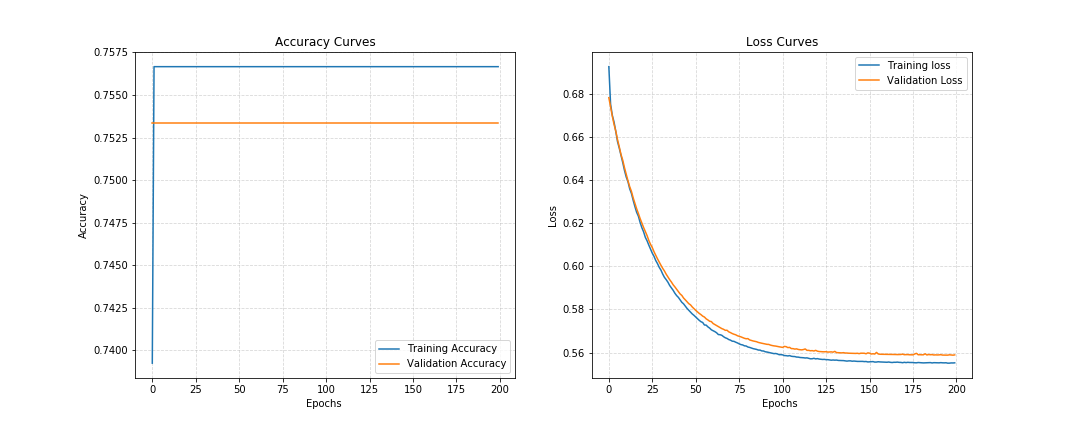 Accuracy Curves
0.7575
0.7550
0.7525
0.7500
0.7475
0.7450
0.7425
0.7400
Accuracy
0 25 50 75 100 125 150 175 200
Epochs
Training Accuracy
Validation Accuracy
Loss Curves
0.68
0.66
0.64
0.62
0.60
0.58
0.56
Loss
0 25 50 75 100 125 150 175 200
Epochs
Training loss
Validation Loss